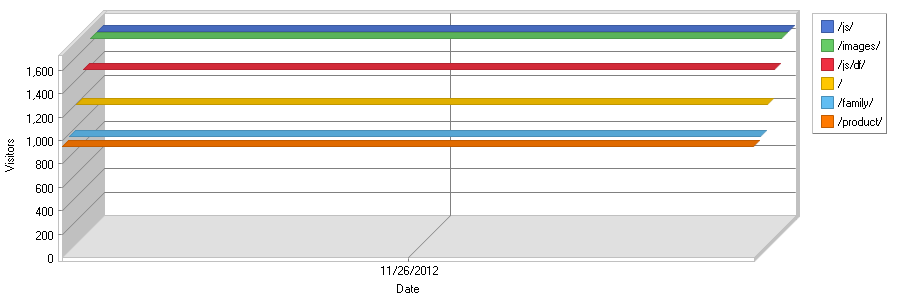 /js/
/images/
/js/df/
/
/family/
/product/
1,600
1,400
1,200
1,000
800
600
400
200
0
Visitors
11/26/2012
Date